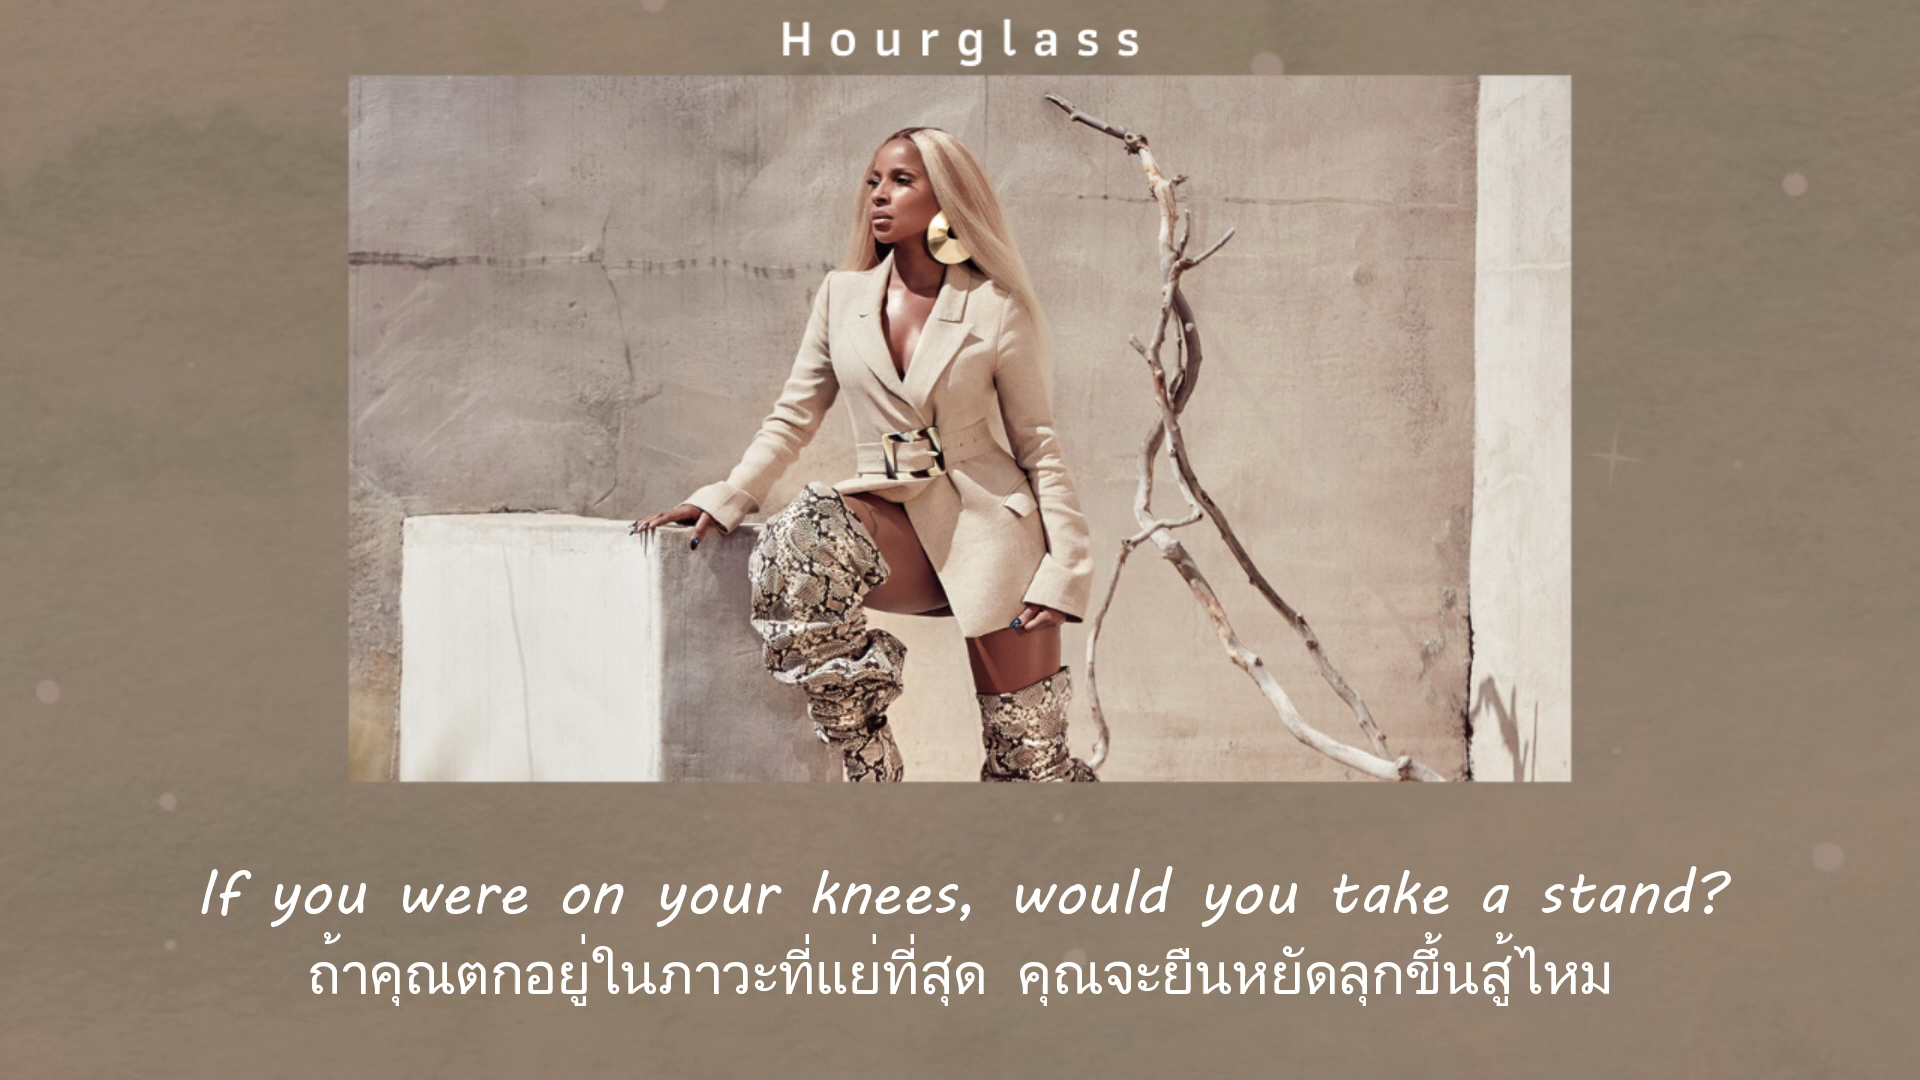 Hourglass
If you were on your knees, would you take a stand?
ถ้าคุณตกอยู่ในภาวะที่แย่ที่สุด คุณจะยืนหยัดลุกขึ้นสู้ไหม